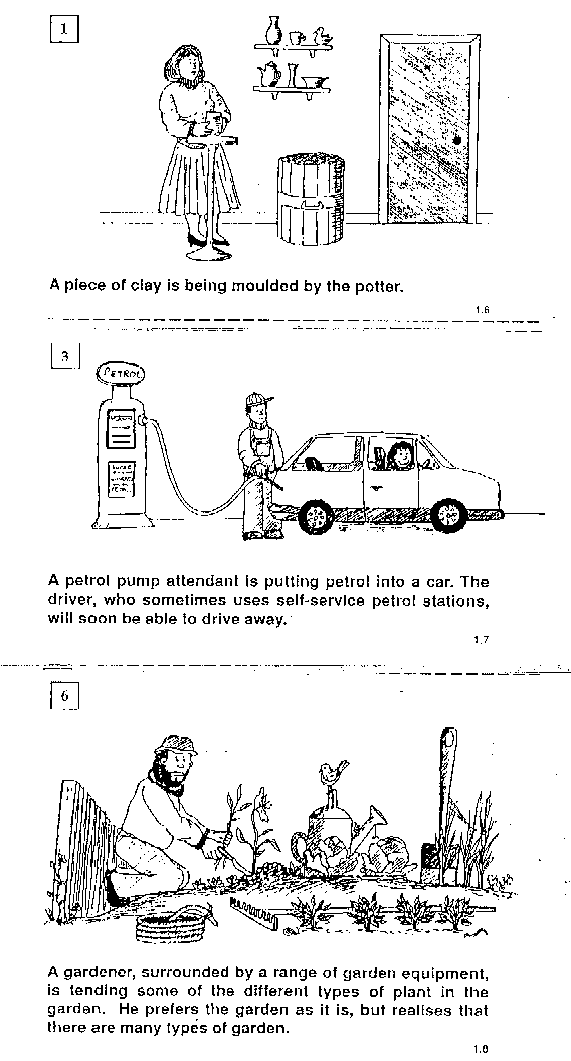 1
A piece of clay is being moulded by the potter.
1.6
3
PETROL
A petrol pump attendant is putting petrol into a car. The
driver, who sometimes uses self-service petrol stations,
will soon be able to drive away.
1.7
6
A gardener, surrounded by a range of garden equipment,
is tending some of the different types of plant in the
garden. He prefers the garden as it is, but realises that
there are many types of garden.
1.8